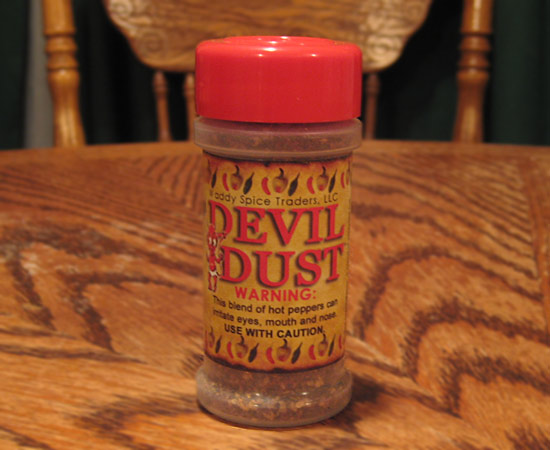 addy Spice Traders, LLC
DEVIL
DUST
WARNING:
This blend of hot peppers can
irritate eyes, mouth and nose.
USE WITH CAUTION.